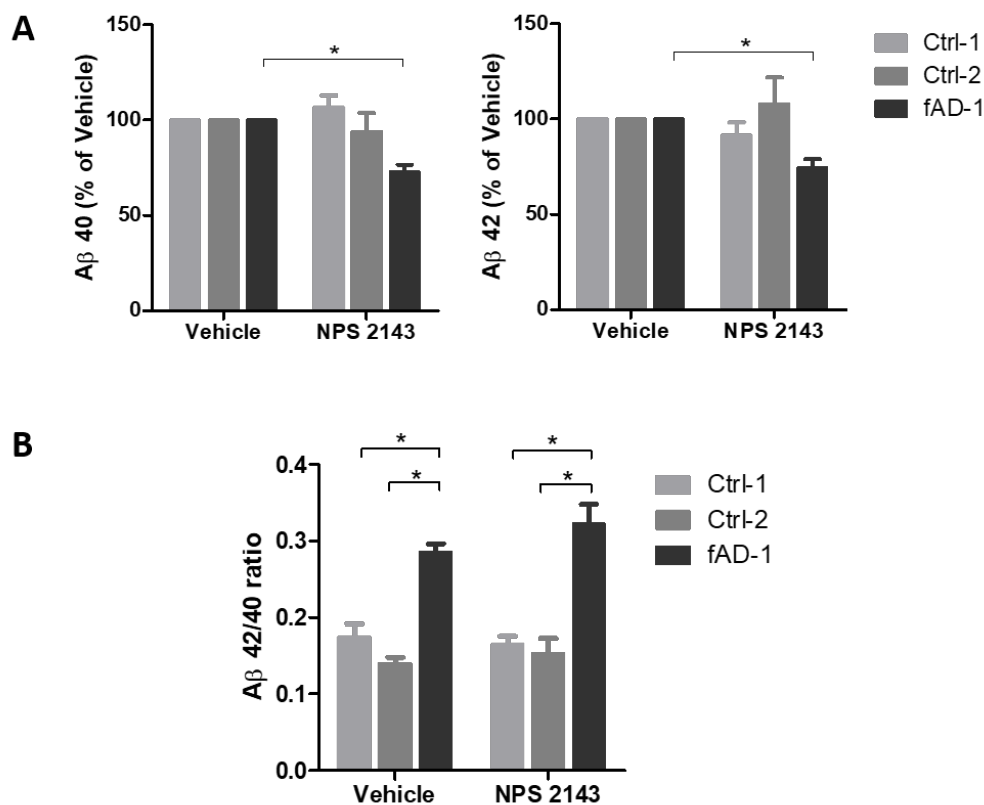 A
Aβ 40 (% of Vehicle)
150
100
50
0
*
Vehicle
NPS 2143
Aβ 42 (% of Vehicle)
150
100
50
0
*
Vehicle
NPS 2143
Ctrl-1
Ctrl-2
fAD-1
B
Aβ 42/40 ratio
0.4
0.3
0.2
0.1
0.0
*
*
*
*
Vehicle
NPS 2143
Ctrl-1
Ctrl-2
fAD-1